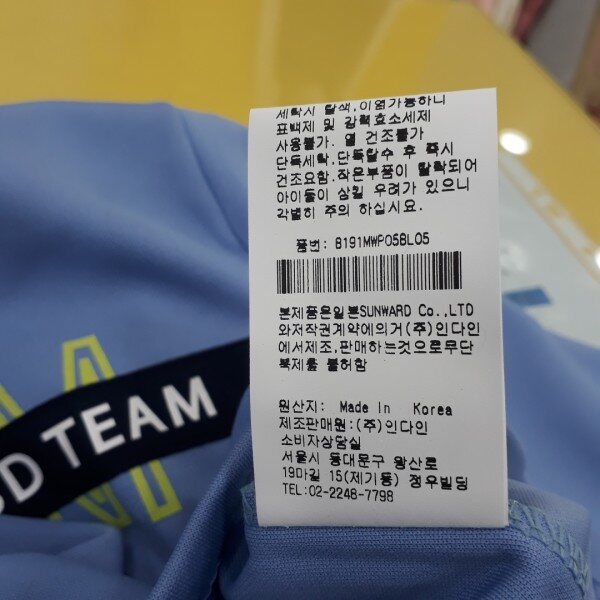 세탁시 탈색,이염가능하니
표백제 및 강력효소세제
사용불가. 열 건조불가
단독세탁,단독탈수 후 즉시
건조요함.작은부품이 탈락되어
아이들이 삼킬 우려가 있으니
각별히 주의 하십시요.
품번: B191MWP05BL05
본제품은일본SUNWARD Co.,LTD
와저작권계약에의거(주)인다인
에서제조,판매하는것으로무단
복제를 불허함
원산지: Made In Korea
제조판매원:(주)인다인
소비자상담실
서울시 동대문구 왕산로
19마길 15(제기동) 정우빌딩
TEL:02-2248-7798
M
OD TEAM